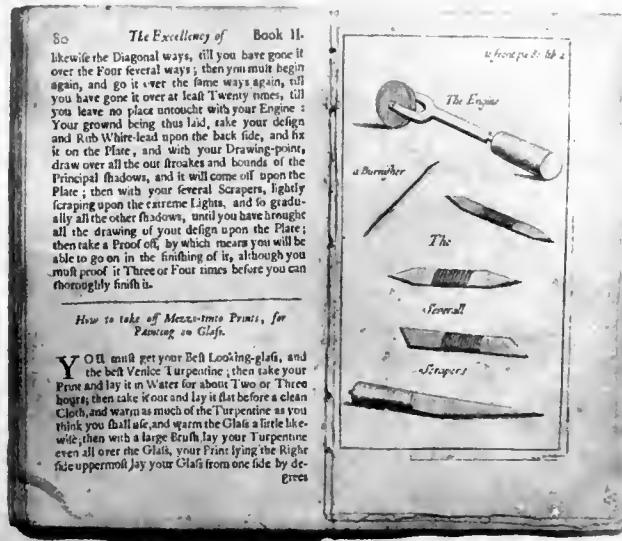 80 The Excellency of Book II.
likewiſe the Diagonal ways, till you have gone it
over the Four ſeveral ways; then you muſt begin
again, and go it over the ſame ways again, till
you have gone it over at leaſt Twenty times, till
you leave no place untoucht with your Engine:
Your grownd being thus laid, take your deſign
and Rub White-lead upon the back ſide, and fix
it on the Plate, and with your Drawing-point,
draw over all the out ſtroakes and bounds of the
Principal ſhadows, and it will come off upon the
Plate; then with your ſeveral Scrapers, lightly
ſcraping upon the extreme Lights, and ſo gradu-
ally all the other ſhadows, until you have brought
all the drawing of your deſign upon the Plate;
then take a Proof off, by which means you will be
able to go on in the finiſhing of it, although you
muſt proof it Three or Four times before you can
thoroughly finiſh it.
How to take off Mezzo-tinto Prints, for
Painting on Glaſs.
YOu muſt get your Beſt Looking-glaſs, and
the beſt Venice Turpentine; then take your
Print and lay it in Water for about Two or Three
hours; then take it out and lay it flat before a clean
Cloth, and warm as much of the Turpentine as you
think you ſhall uſe, and warm the Glaſs a little like-
wiſe; then with a large Bruſh, lay your Turpentine
even all over the Glaſs, your Print lying the Right
ſide uppermoſt, lay your Glaſs from one ſide by de-
grees
front pa 80 lib 2
The Engine
a Burniſher
The
Severall
Scrapers